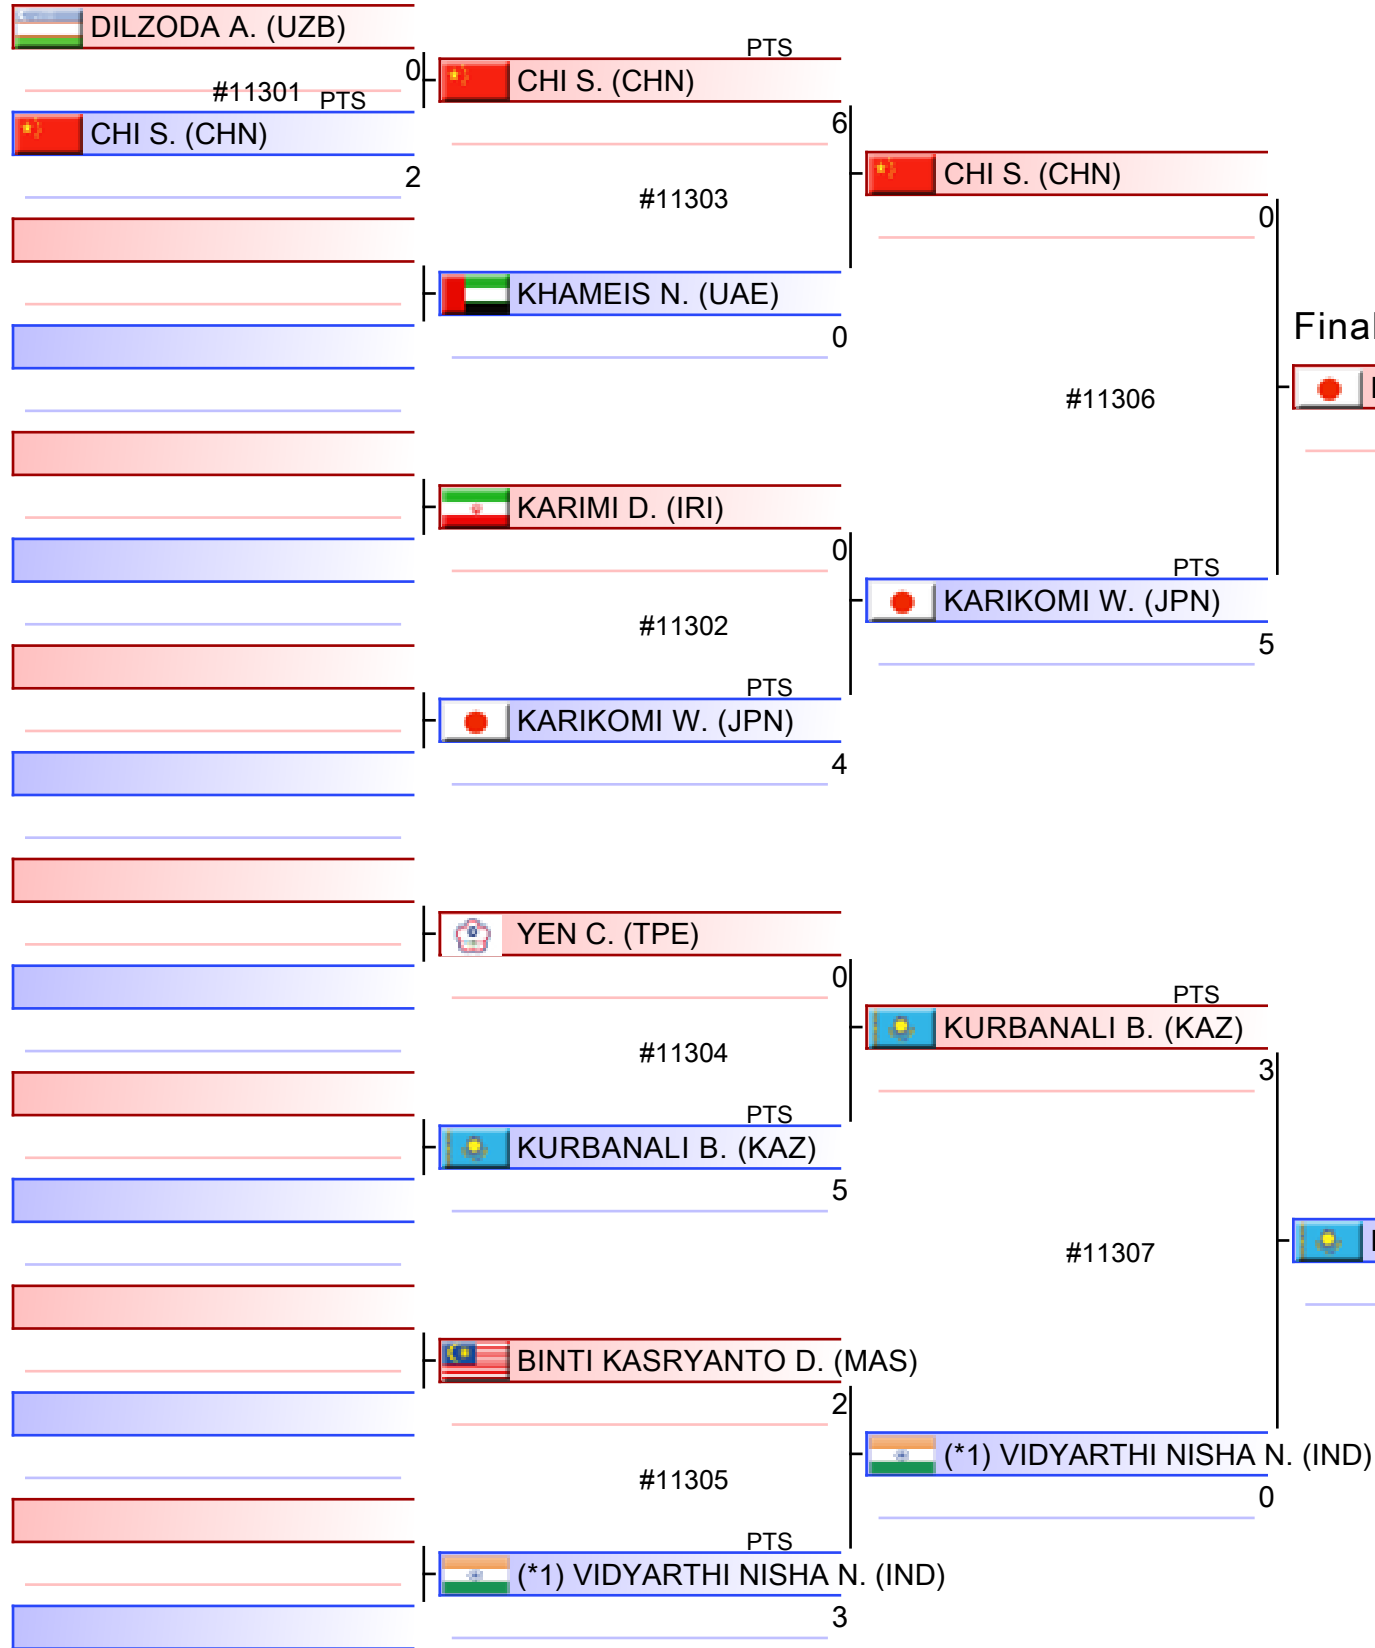 DILZODA A. (UZB)
0
#11301 PTS
CHI S. (CHN)
2
PTS
CHI S. (CHN)
6
#11303
KHAMEIS N. (UAE)
0
KARIMI D. (IRI)
0
#11302
PTS
KARIKOMI W. (JPN)
4
YEN C. (TPE)
0
#11304
PTS
KURBANALI B. (KAZ)
5
BINTI KASRYANTO D. (MAS)
2
#11305
PTS
(*1) VIDYARTHI NISHA N. (IND)
3
CHI S. (CHN)
0
#11306
PTS
KARIKOMI W. (JPN)
5
PTS
KURBANALI B. (KAZ)
3
#11307
(*1) VIDYARTHI NISHA N. (IND)
0
Final